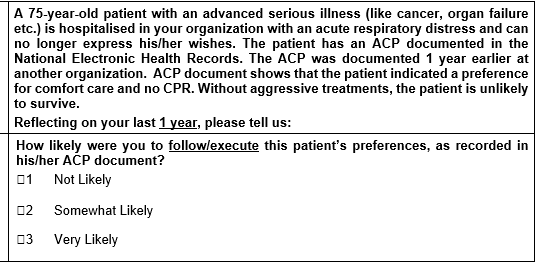 A 75-year-old patient with an advanced serious illness (like cancer, organ failure
etc.) is hospitalised in your organization with an acute respiratory distress and can
no longer express his/her wishes. The patient has an ACP documented in the
National Electronic Health Records. The ACP was documented 1 year earlier at
another organization. ACP document shows that the patient indicated a preference
for comfort care and no CPR. Without aggressive treatments, the patient is unlikely
to survive.
Reflecting on your last 1 year, please tell us:
How likely were you to follow/execute this patient's preferences, as recorded in
his/her ACP document?
□1 Not Likely
□2 Somewhat Likely
□3 Very Likely